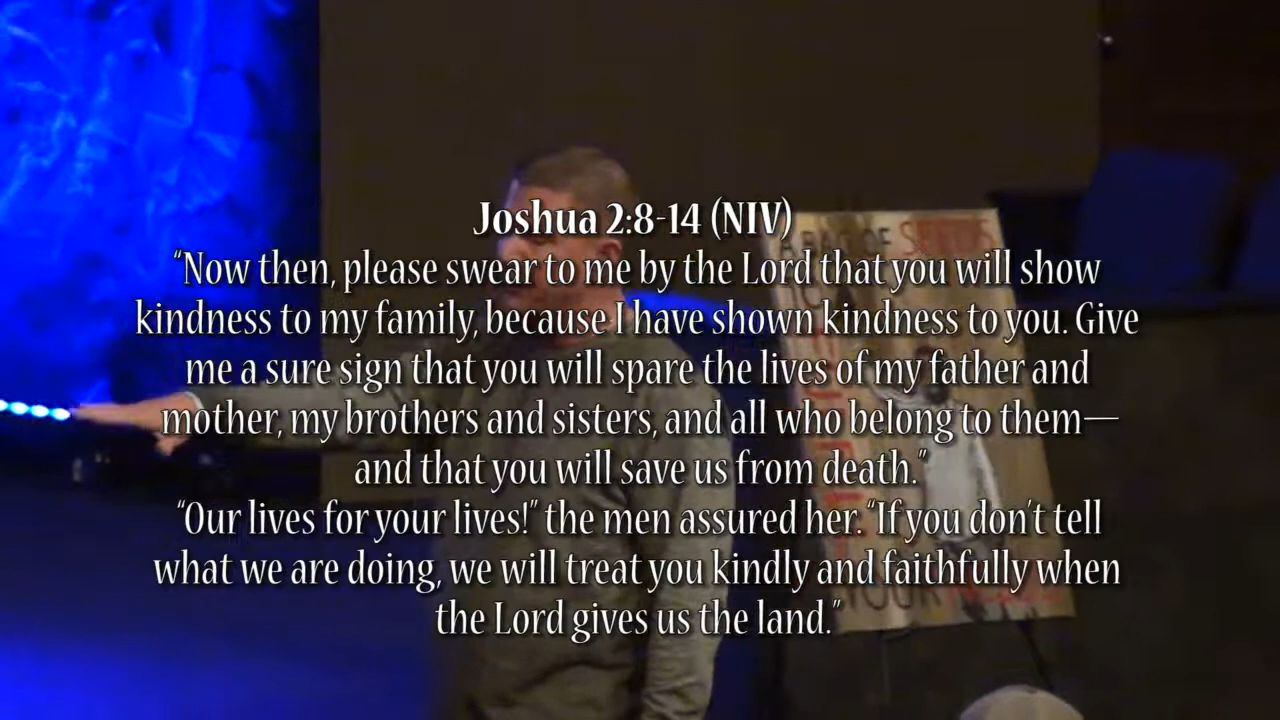 Joshua 2:8-14 (NIV)
“Now then, please swear to me by the Lord that you will show
kindness to my family, because I have shown kindness to you. Give
me a sure sign that you will spare the lives of my father and
mother, my brothers and sisters, and all who belong to them—
and that you will save us from death.”
“Our lives for your lives!” the men assured her. “If you don’t tell
what we are doing, we will treat you kindly and faithfully when
the Lord gives us the land.”
OF
YOUR